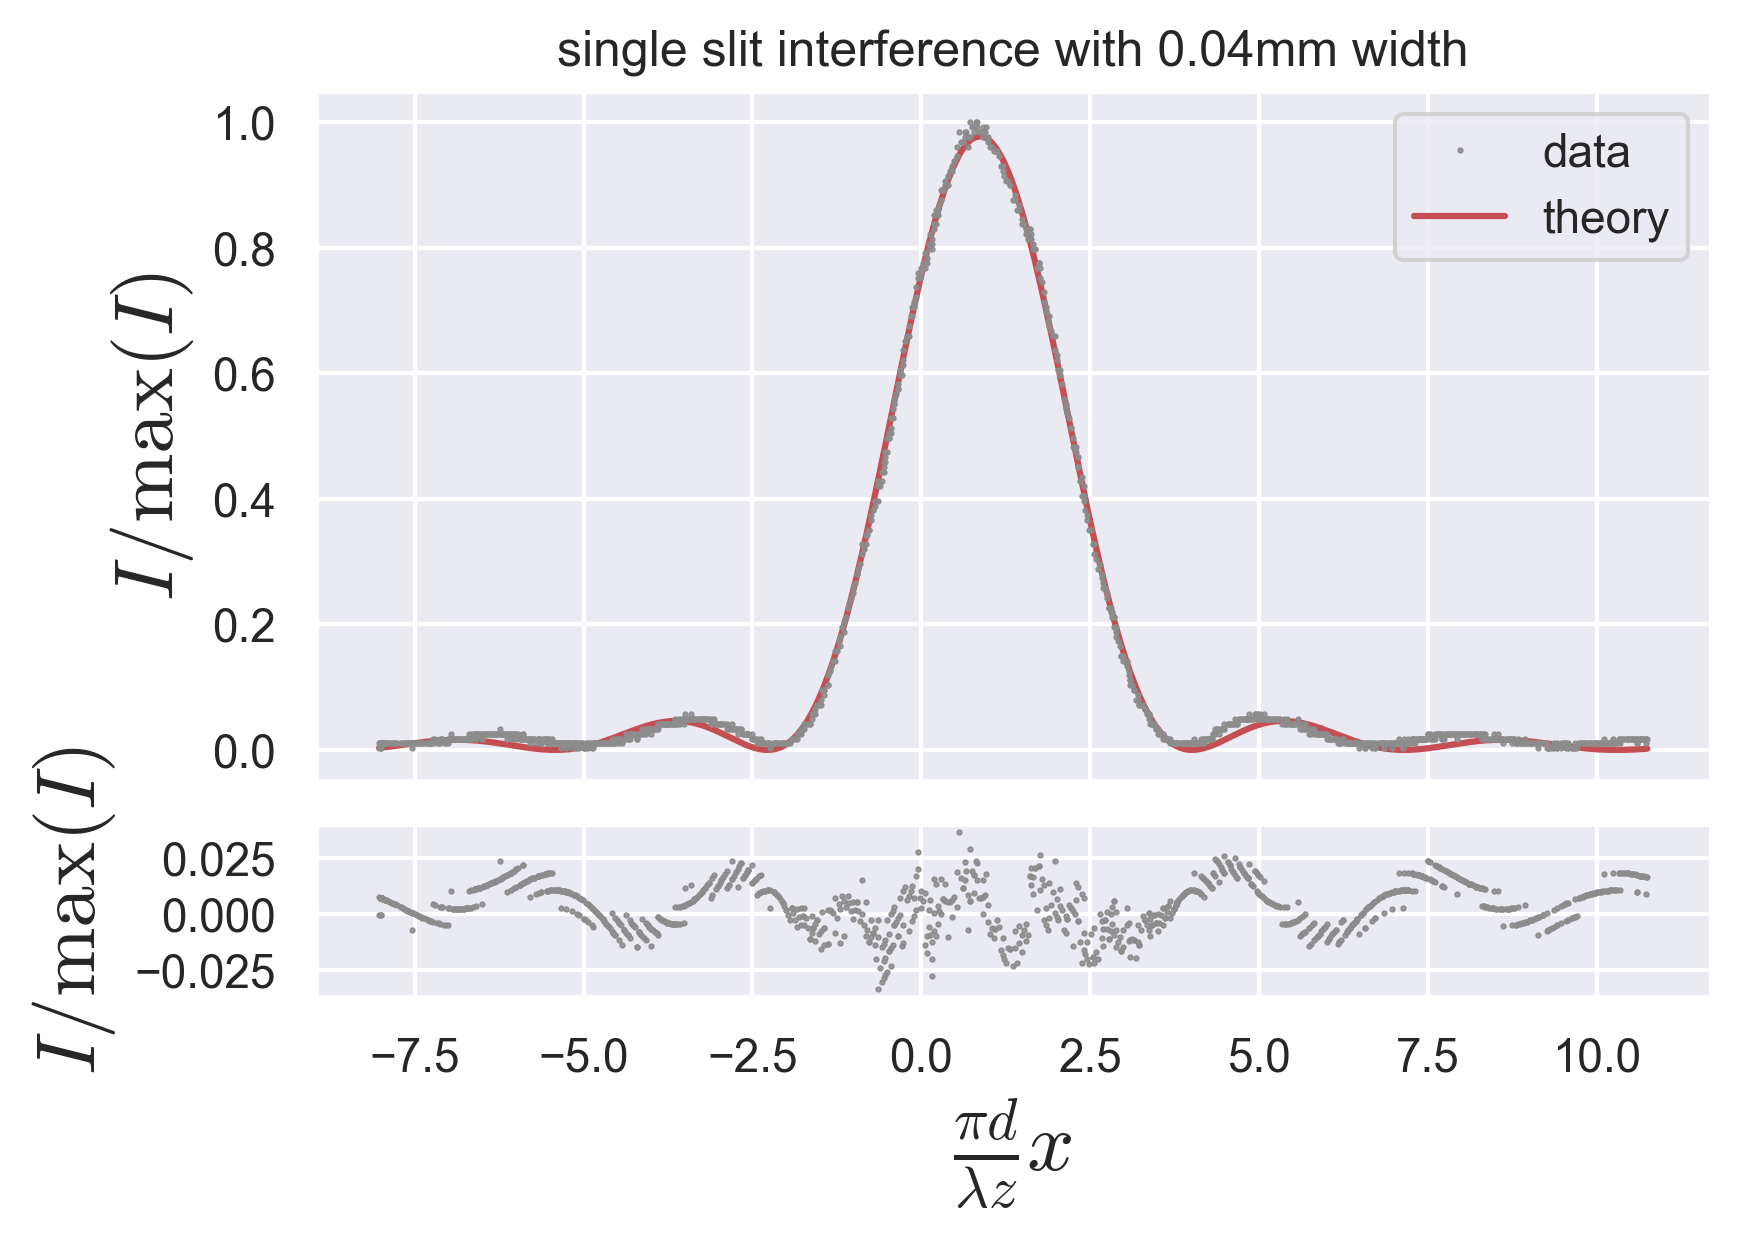 single slit interference with 0.04mm width
1.0
0.8
0.6
0.4
0.2
0.0
I/max(I)
data
theory
0.025
0.000
−0.025
I/max(I)
−7.5 −5.0 −2.5 0.0 2.5 5.0 7.5 10.0
πd/λz x